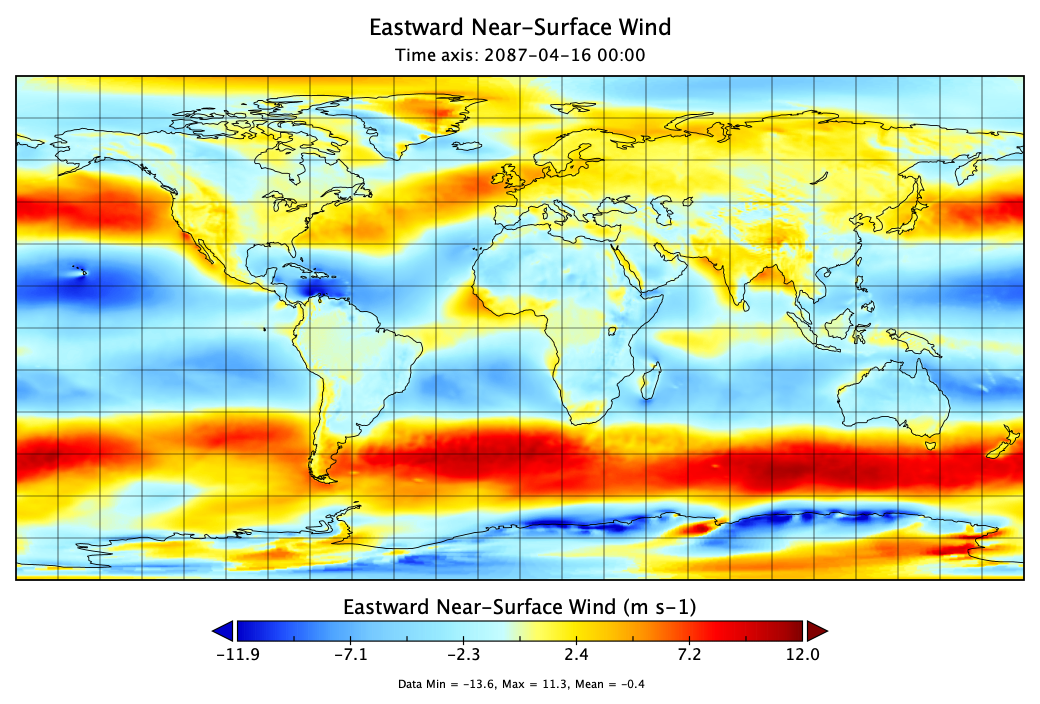 Eastward Near-Surface Wind
Time axis: 2087-04-16 00:00
Eastward Near-Surface Wind (m s-1)
-11.9 -7.1 -2.3 2.4 7.2 12.0
Data Min = -13.6, Max = 11.3, Mean = -0.4